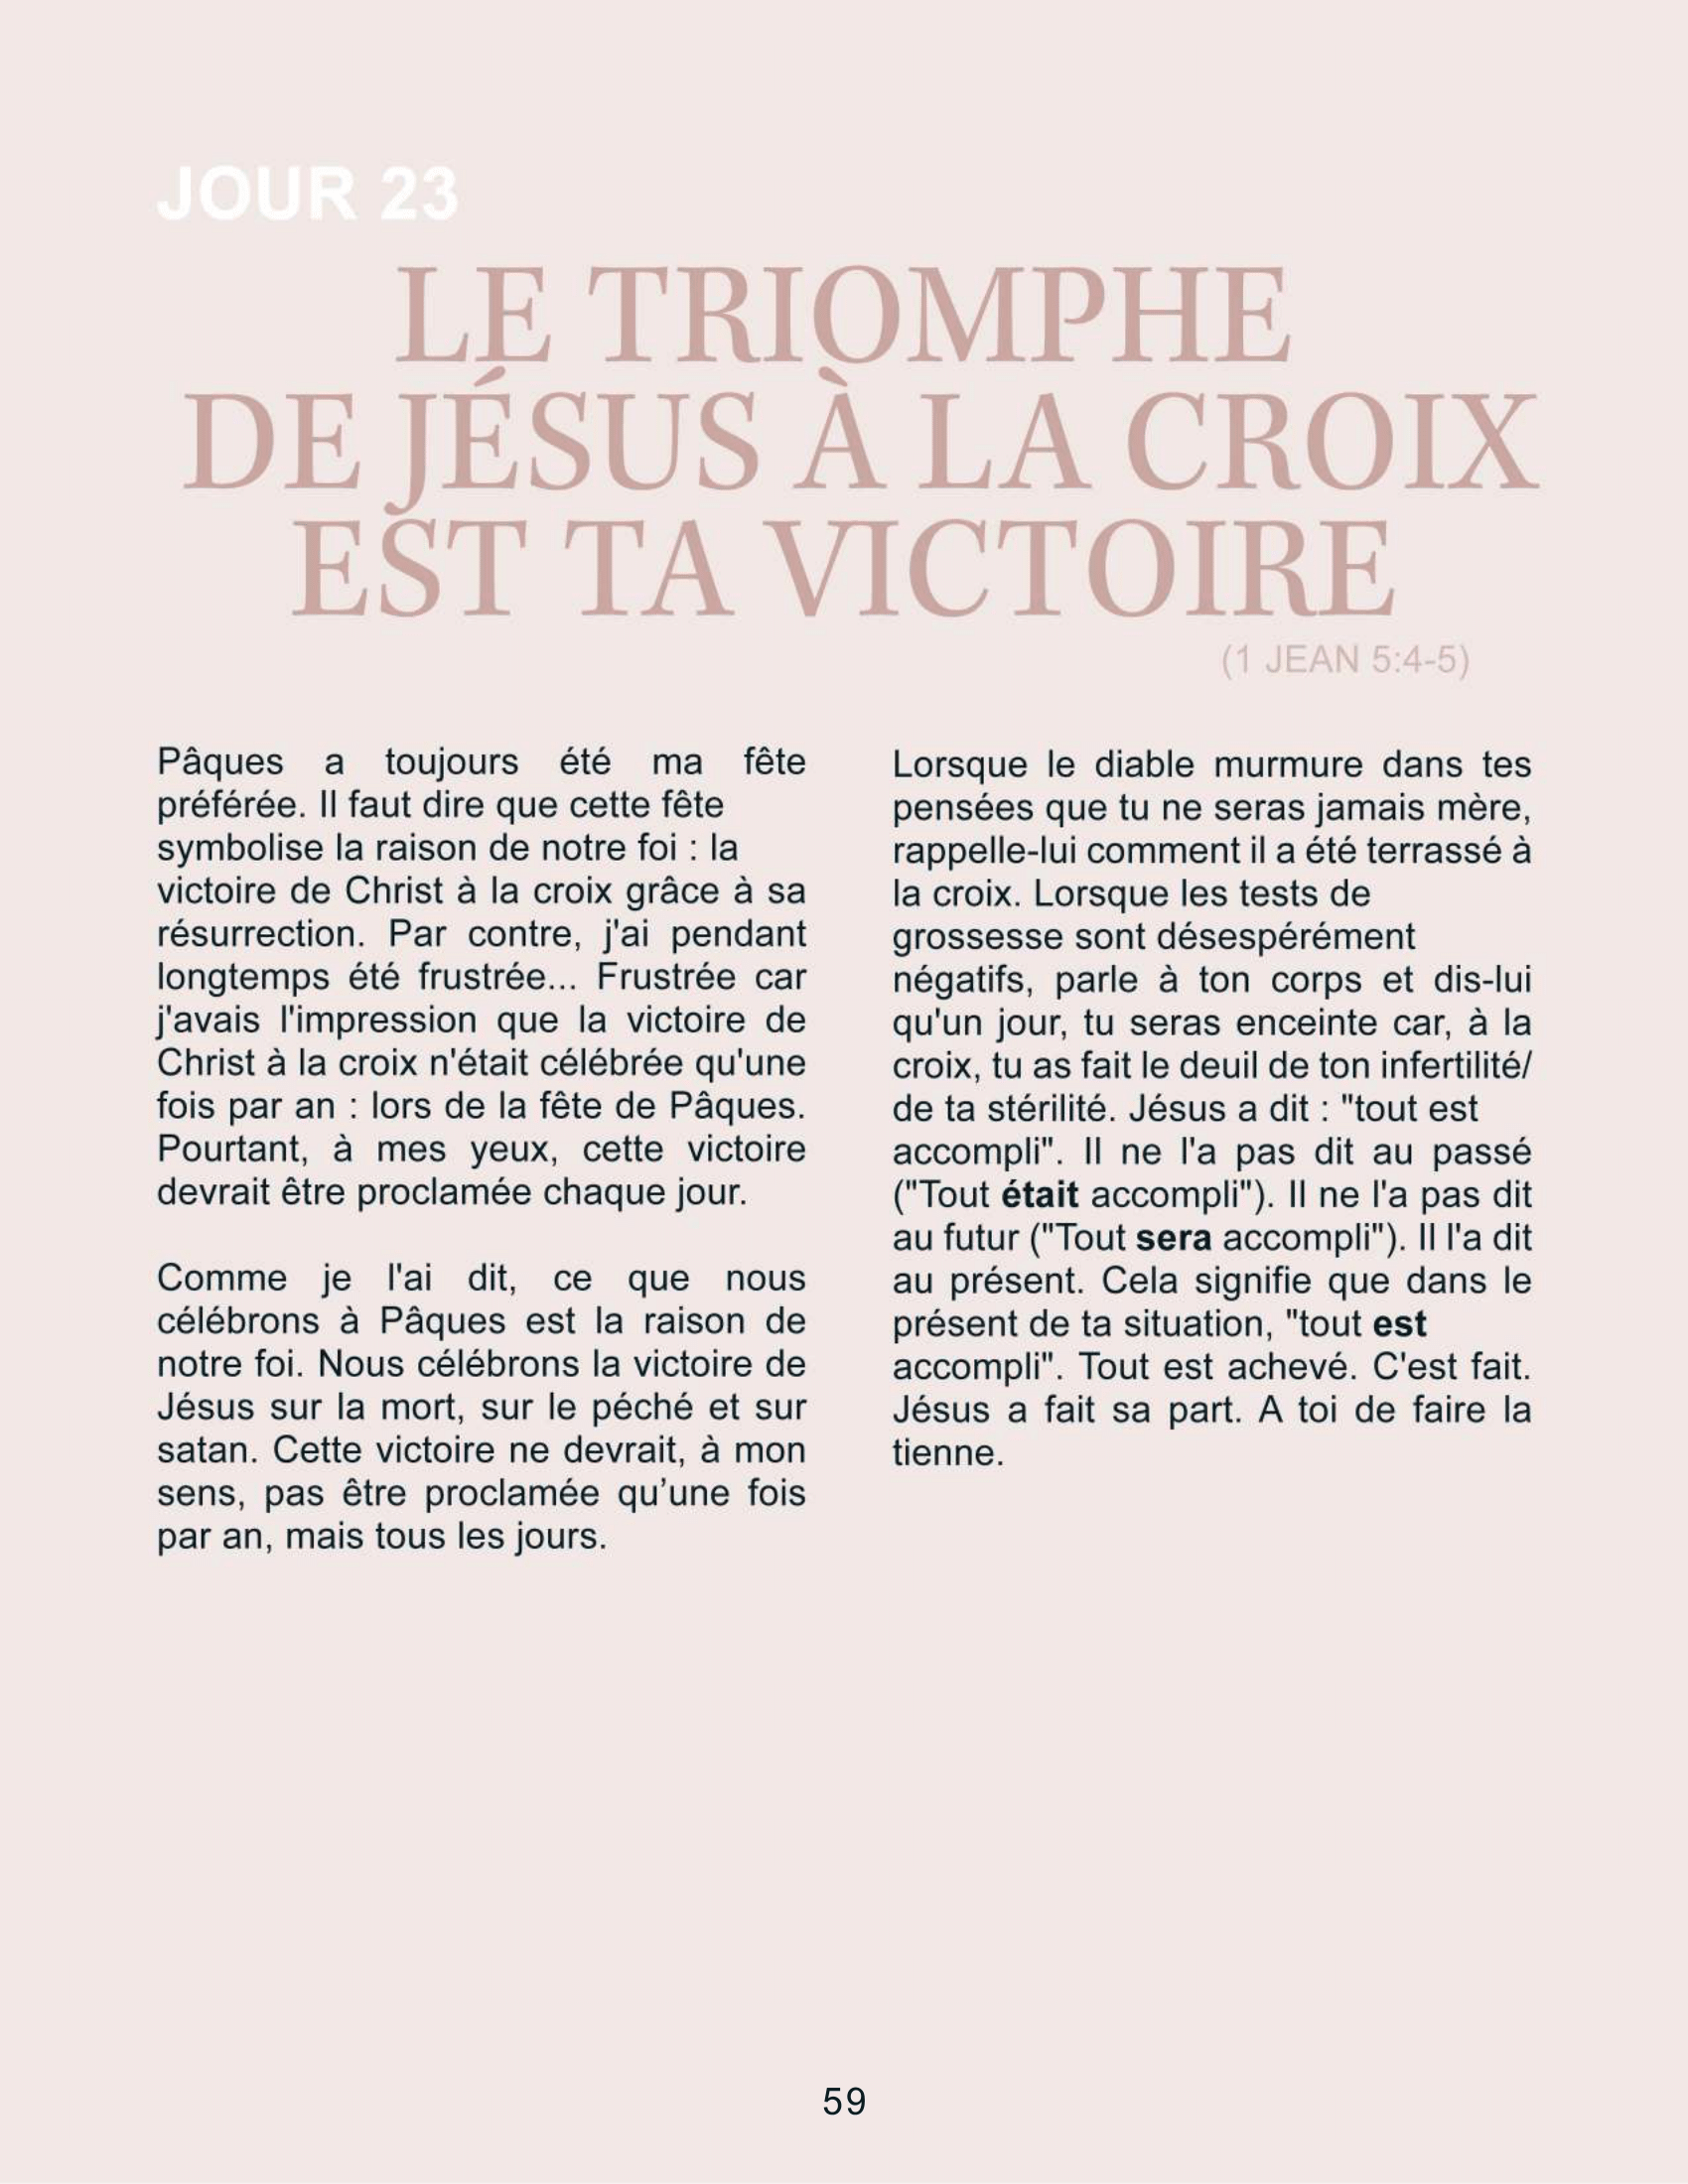 JOUR 23
LE TRIOMPHE
DE JÉSUS À LA CROIX
EST TA VICTOIRE
(1 JEAN 5:4-5)
Pâques a toujours été ma fête
préférée. Il faut dire que cette fête
symbolise la raison de notre foi : la
victoire de Christ à la croix grâce à sa
résurrection. Par contre, j'ai pendant
longtemps été frustrée... Frustrée car
j'avais l'impression que la victoire de
Christ à la croix n'était célébrée qu'une
fois par an : lors de la fête de Pâques.
Pourtant, à mes yeux, cette victoire
devrait être proclamée chaque jour.
Comme je l'ai dit, ce que nous
célébrons à Pâques est la raison de
notre foi. Nous célébrons la victoire de
Jésus sur la mort, sur le péché et sur
satan. Cette victoire ne devrait, à mon
sens, pas être proclamée qu’une fois
par an, mais tous les jours.
Lorsque le diable murmure dans tes
pensées que tu ne seras jamais mère,
rappelle-lui comment il a été terrassé à
la croix. Lorsque les tests de
grossesse sont désespérément
négatifs, parle à ton corps et dis-lui
qu'un jour, tu seras enceinte car, à la
croix, tu as fait le deuil de ton infertilité/
de ta stérilité. Jésus a dit : "tout est
accompli". Il ne l'a pas dit au passé
("Tout était accompli"). Il ne l'a pas dit
au futur ("Tout sera accompli"). Il l'a dit
au présent. Cela signifie que dans le
présent de ta situation, "tout est
accompli". Tout est achevé. C'est fait.
Jésus a fait sa part. A toi de faire la
tienne.
59